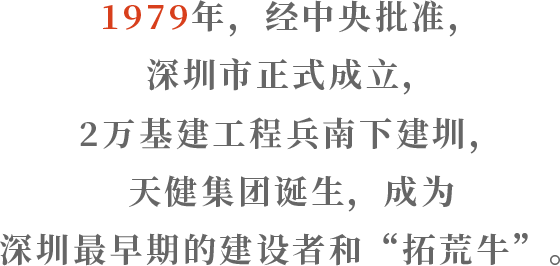 1979年，经中央批准，
深圳市正式成立，
2万基建工程兵南下建圳，
天健集团诞生，成为
深圳最早期的建设者和“拓荒牛”。